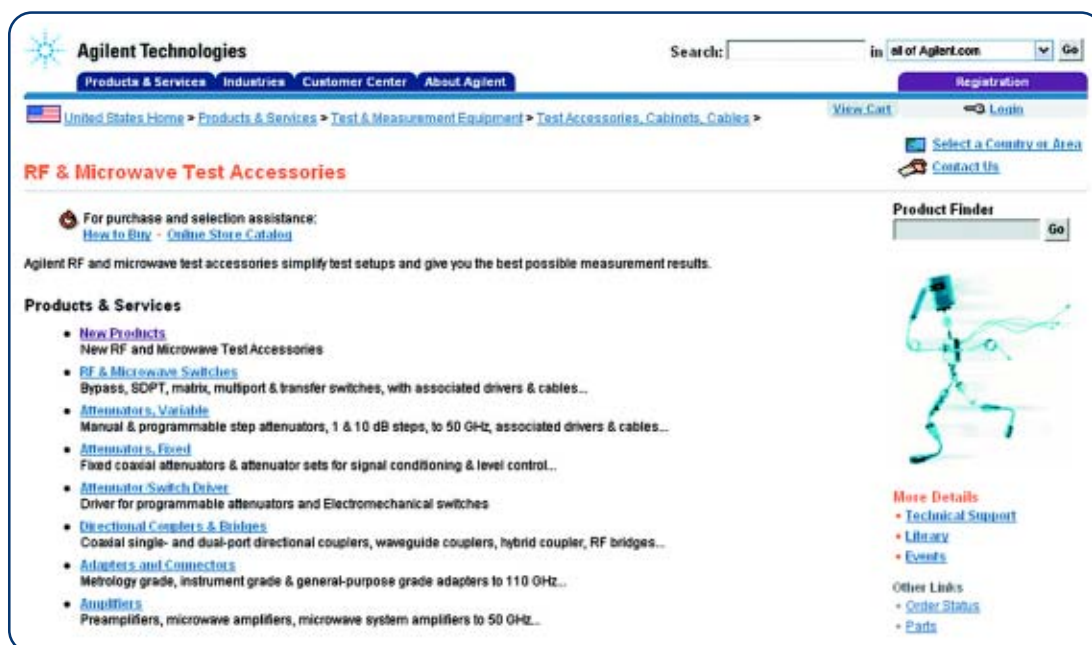 Agilent Technologies
Search: in all of Agilent.com Go
Products & Services Industries Customer Center About Agilent Registration
United States Home > Products & Services > Test & Measurement Equipment > Test Accessories, Cabinets, Cables >
View Cart Login
Select a Country or Area
Contact Us
RF & Microwave Test Accessories
For purchase and selection assistance:
How to Buy - Online Store Catalog
Product Finder
Go
Agilent RF and microwave test accessories simplify test setups and give you the best possible measurement results.
Products & Services
• New Products
New RF and Microwave Test Accessories
• RF & Microwave Switches
Bypass, SDPT, matrix, multiport & transfer switches, with associated drivers & cables...
• Attenuators, Variable
Manual & programmable step attenuators, 1 & 10 dB steps, to 50 GHz, associated drivers & cables...
• Attenuators, Fixed
Fixed coaxial attenuators & attenuator sets for signal conditioning & level control...
• Attenuator/Switch Driver
Driver for programmable attenuators and Electromechanical switches
• Directional Couplers & Bridges
Coaxial single- and dual-port directional couplers, waveguide couplers, hybrid coupler, RF bridges...
• Adapters and Connectors
Metrology grade, instrument grade & general-purpose grade adapters to 110 GHz...
• Amplifiers
Preamplifiers, microwave amplifiers, microwave system amplifiers to 50 GHz...
More Details
• Technical Support
• Library
• Events
Other Links
• Order Status
• Parts